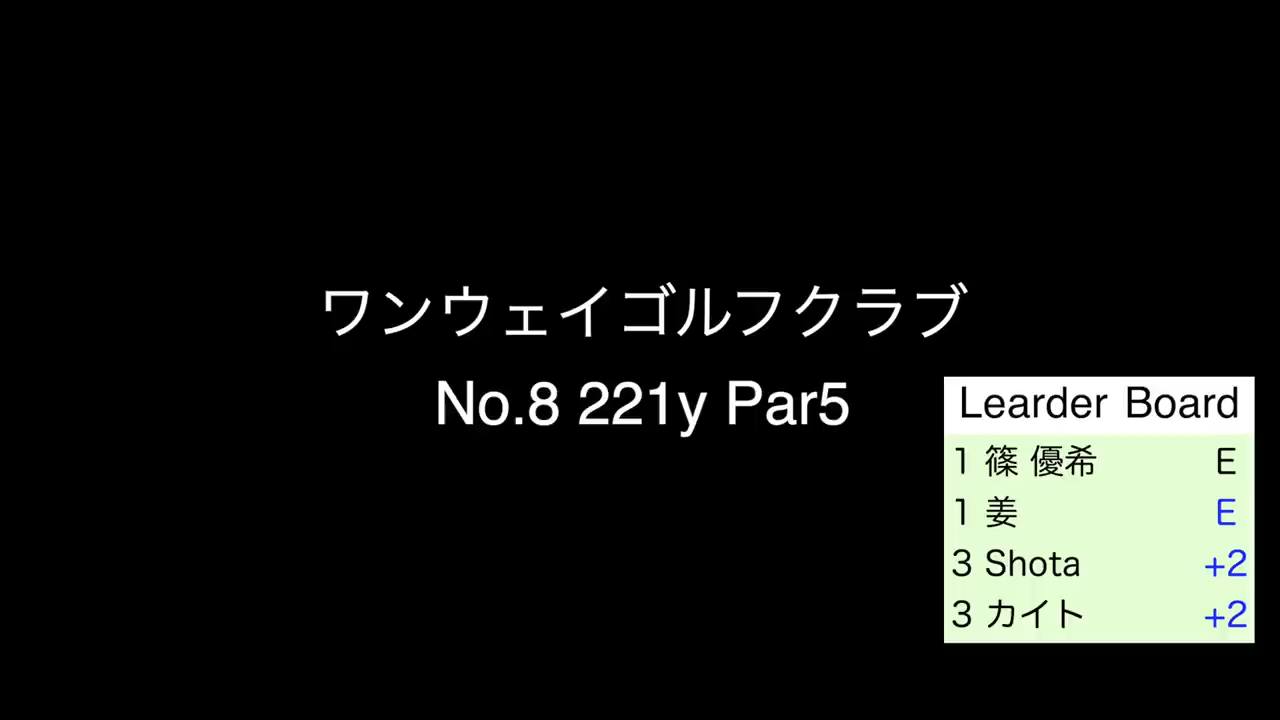 ワンウェイゴルフクラブ
No.8 221y Par5
Learder Board
1 篠 優希 E
1 姜 E
3 Shota +2
3 カイト +2